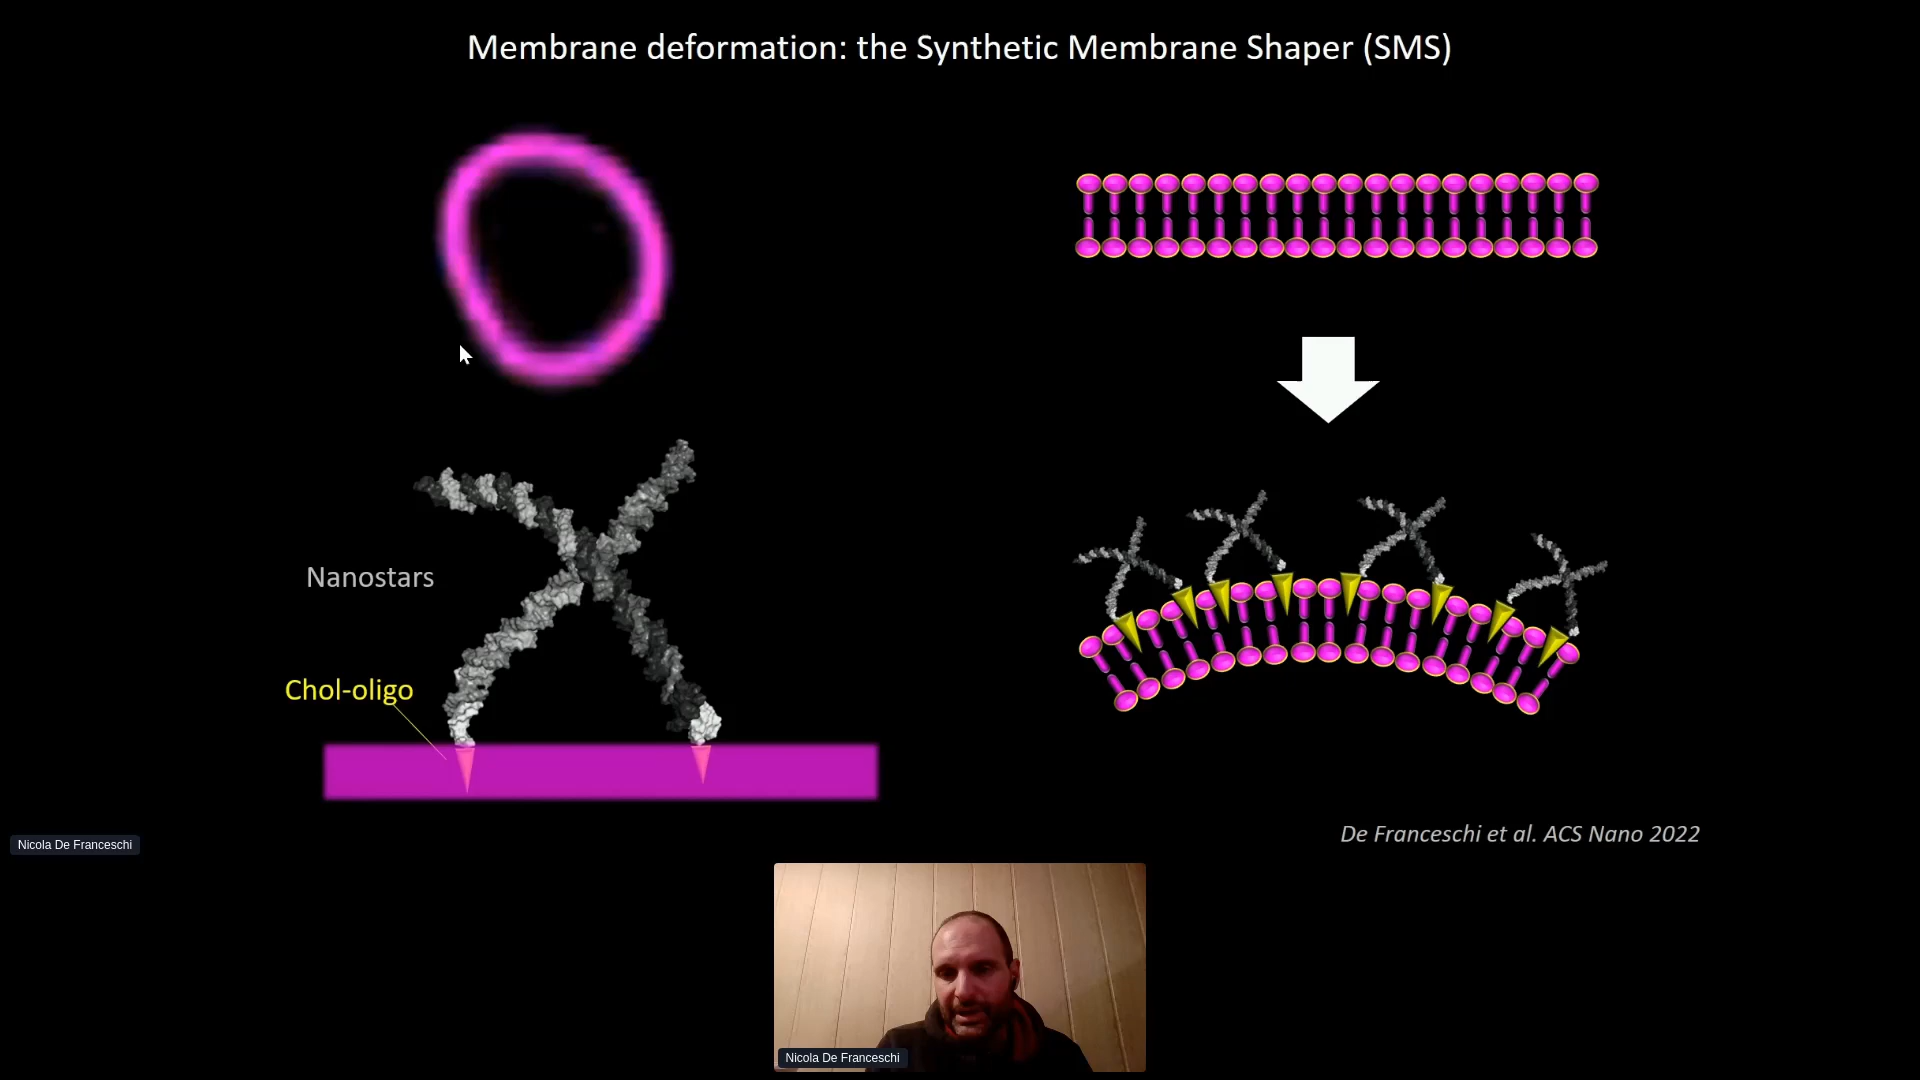 Membrane deformation: the Synthetic Membrane Shaper (SMS)
Nanostars
Chol-oligo
De Franceschi et al. ACS Nano 2022
Nicola De Franceschi
Nicola De Franceschi